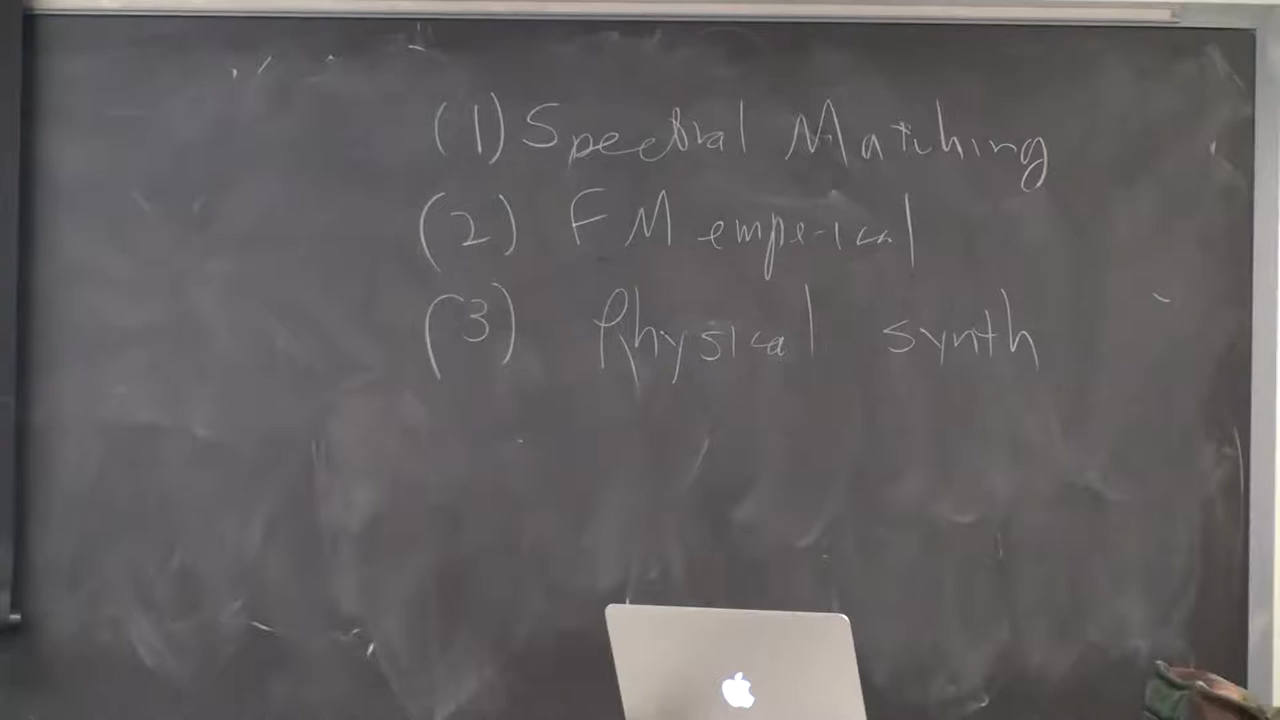 (1) Spectral Matching
(2) FM emperical
(3) Physical synth